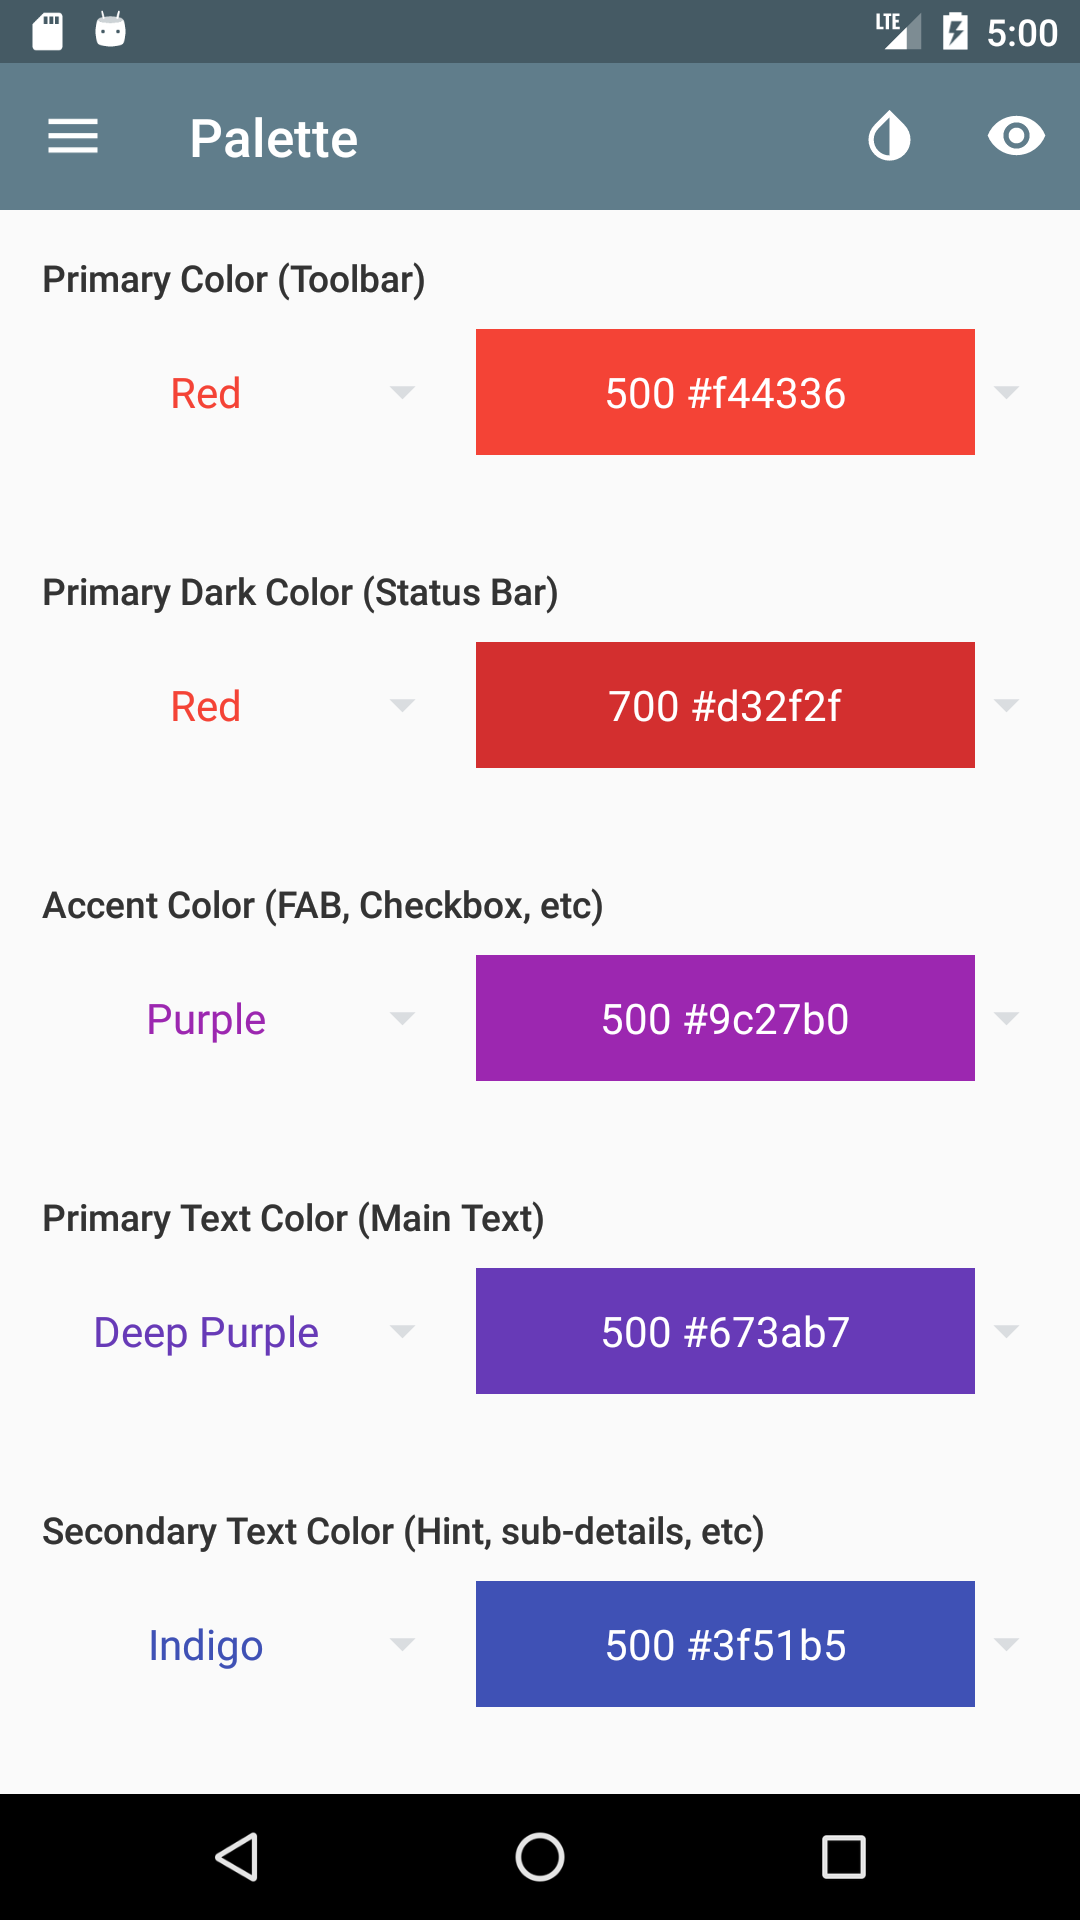 LTE 5:00
Palette
Primary Color (Toolbar)
Red 500 #f44336
Primary Dark Color (Status Bar)
Red 700 #d32f2f
Accent Color (FAB, Checkbox, etc)
Purple 500 #9c27b0
Primary Text Color (Main Text)
Deep Purple 500 #673ab7
Secondary Text Color (Hint, sub-details, etc)
Indigo 500 #3f51b5